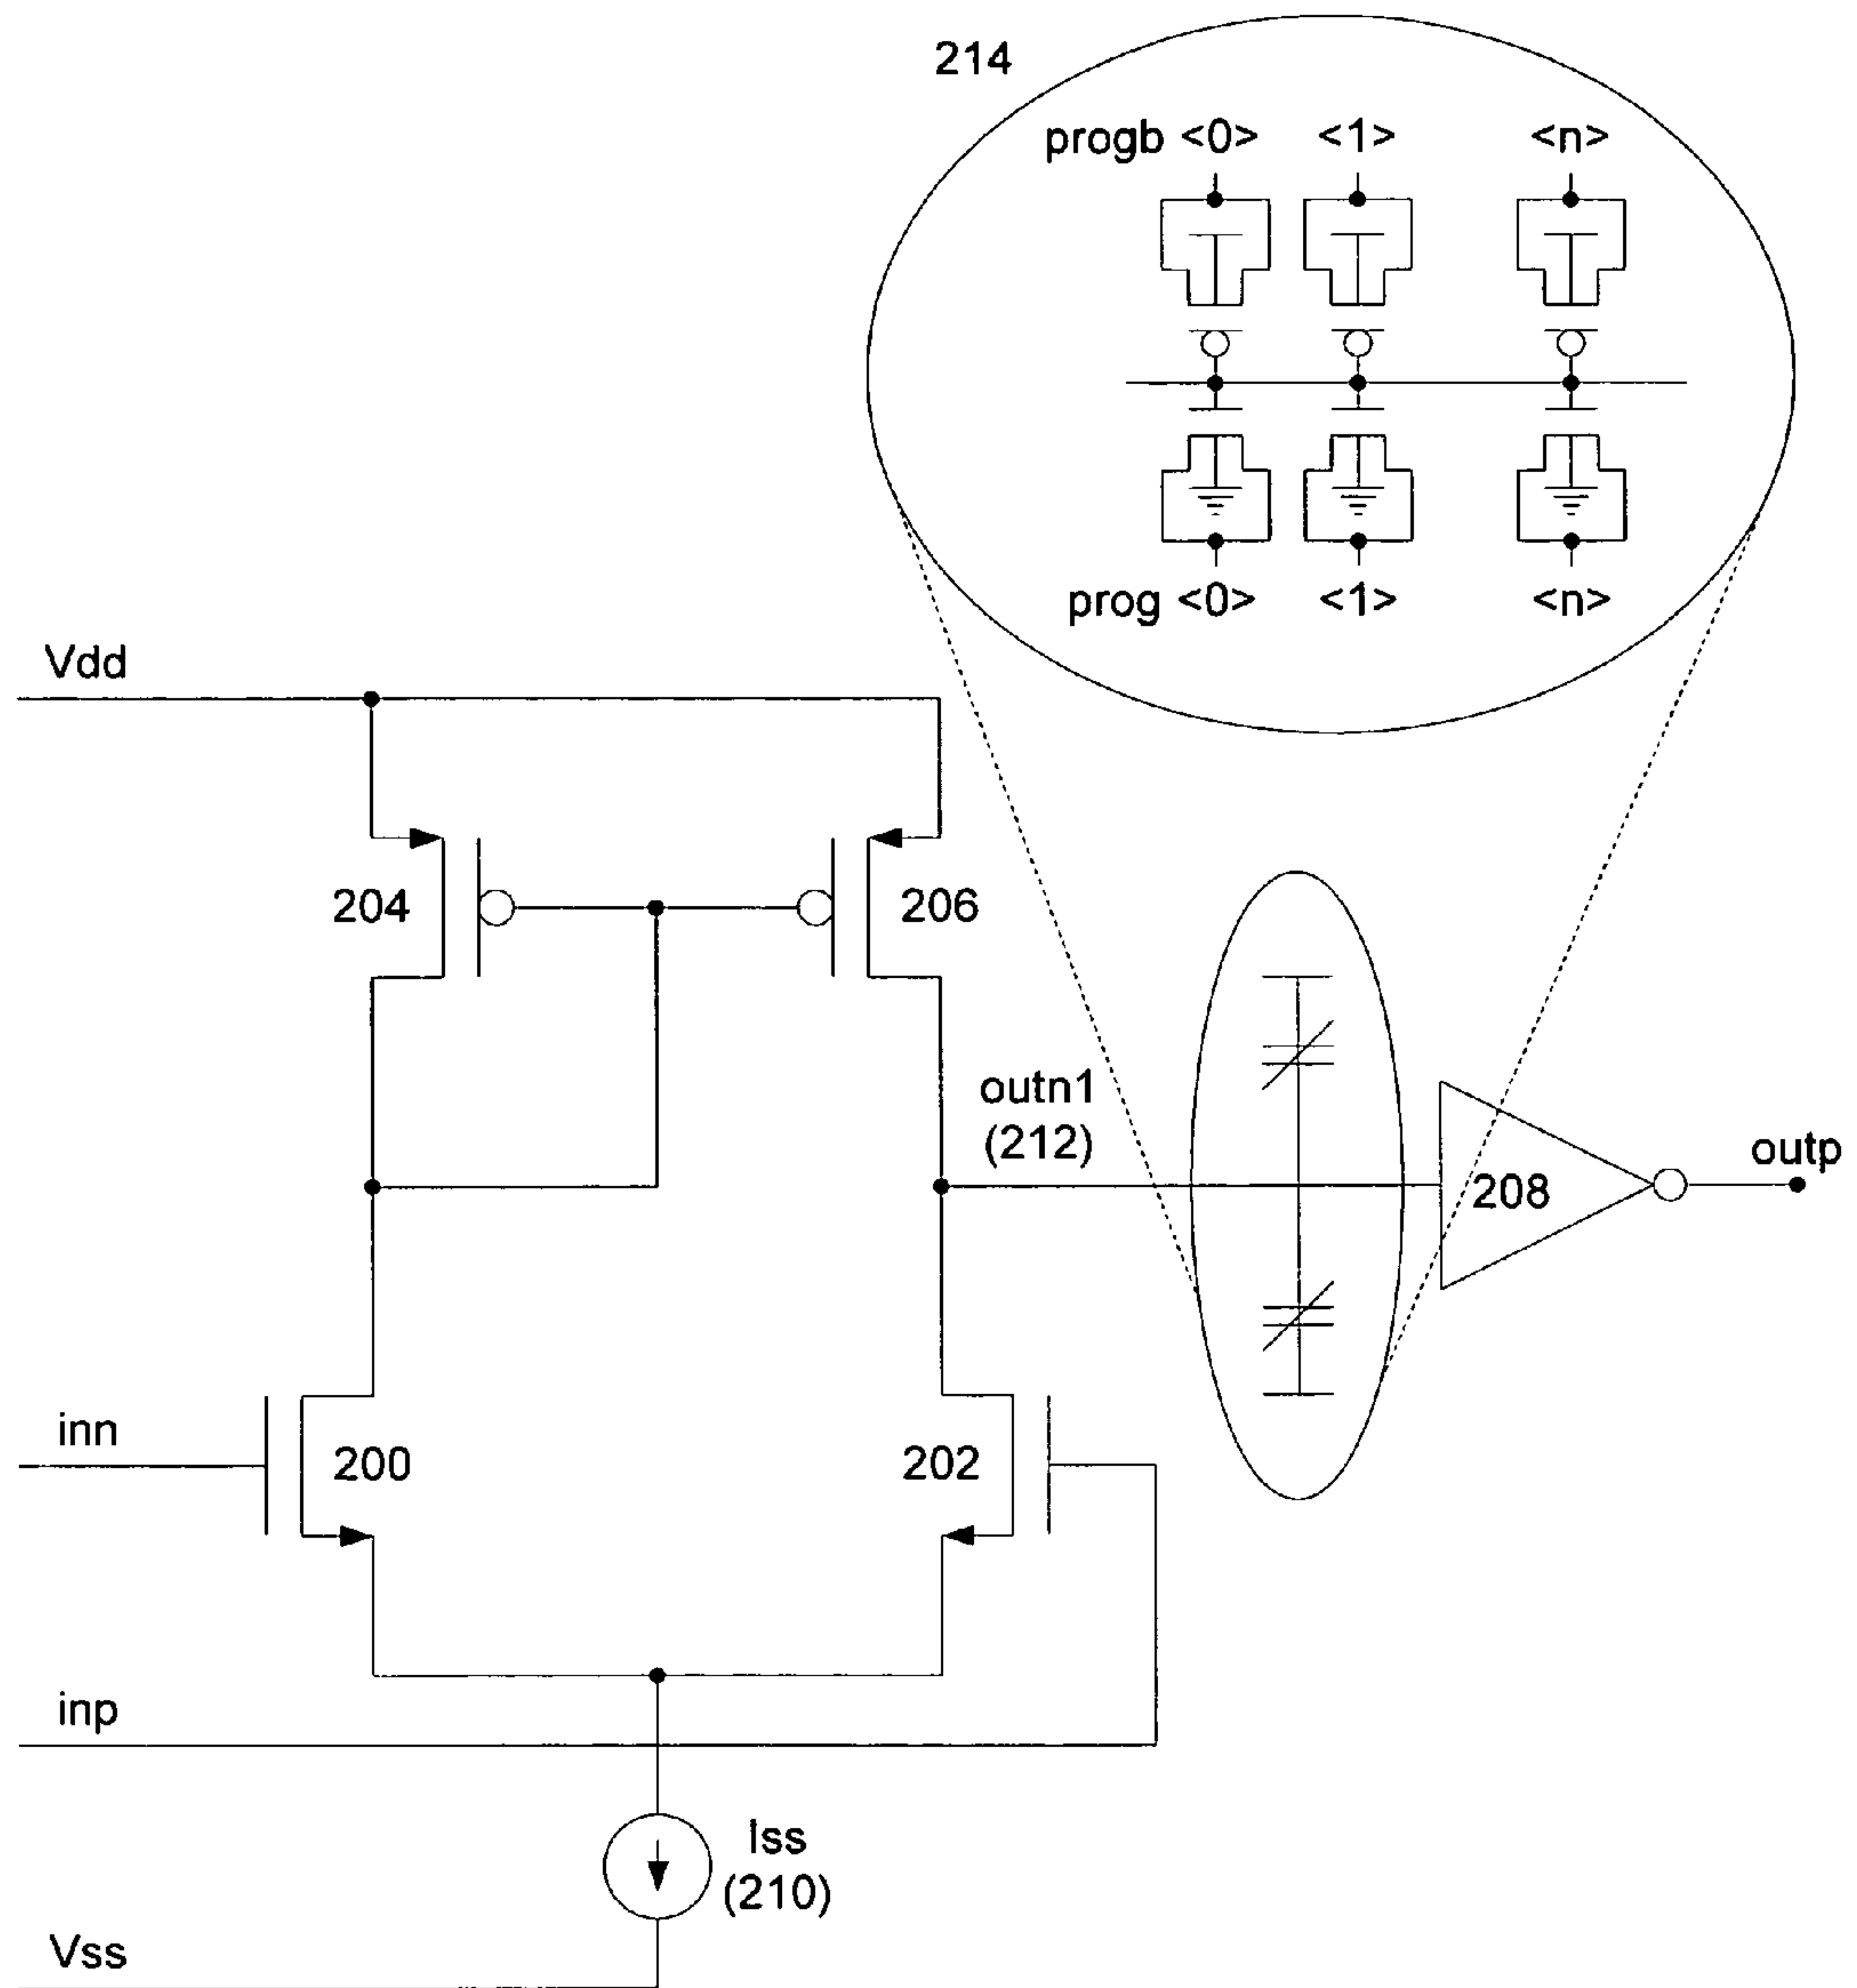 214
progb <0> <1> <n>
prog <0> <1> <n>
Vdd
204
206
outn1
(212)
208
outp
inn
200
202
inp
Iss
(210)
Vss